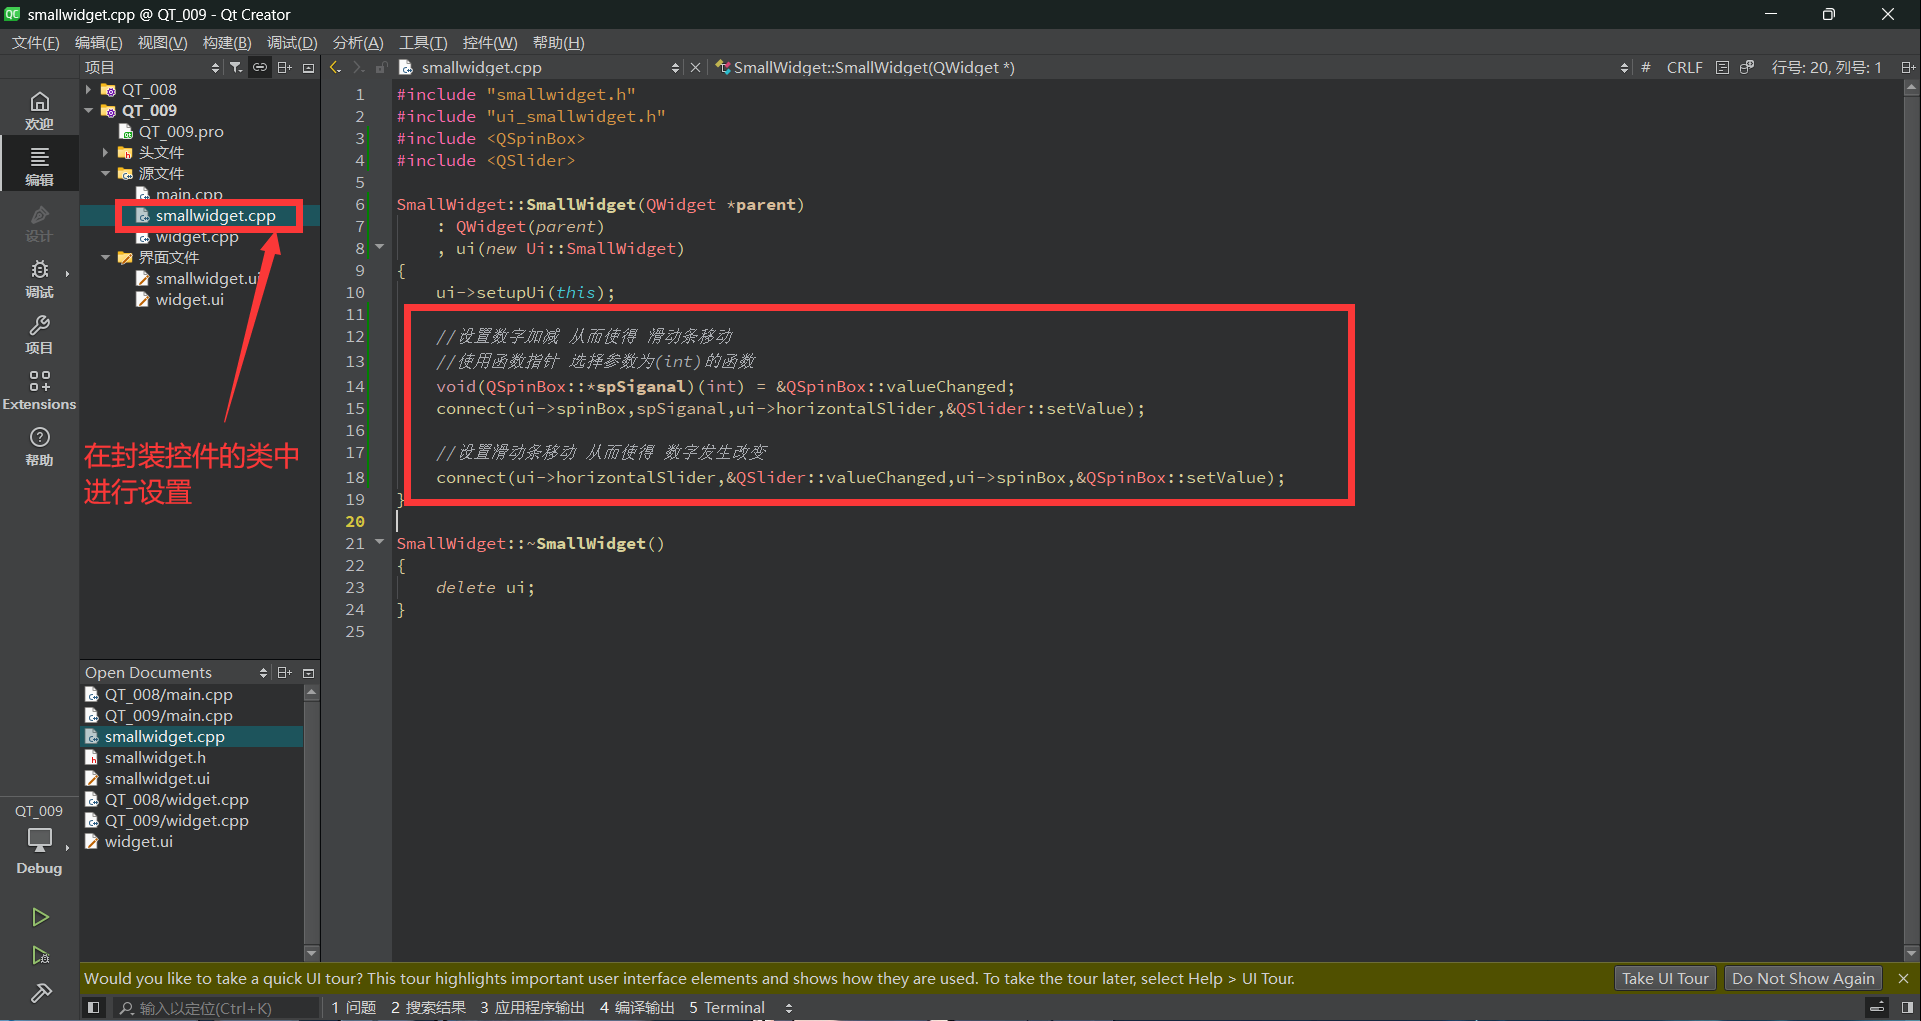 smallwidget.cpp @ QT_009 - Qt Creator
文件(F) 编辑(E) 视图(V) 构建(B) 调试(D) 分析(A) 工具(T) 控件(W) 帮助(H)
项目
smallwidget.cpp
SmallWidget::SmallWidget(QWidget *)
# CRLF 行号: 20, 列号: 1
欢迎
编辑
设计
调试
项目
Extensions
帮助
QT_008
QT_009
QT_009.pro
头文件
源文件
main.cpp
smallwidget.cpp
widget.cpp
界面文件
smallwidget.ui
widget.ui
在封装控件的类中
进行设置
1 #include "smallwidget.h"
2 #include "ui_smallwidget.h"
3 #include <QSpinBox>
4 #include <QSlider>
5
6 SmallWidget::SmallWidget(QWidget *parent)
7 : QWidget(parent)
8 , ui(new Ui::SmallWidget)
9 {
10 ui->setupUi(this);
11
12 //设置数字加减 从而使得 滑动条移动
13 //使用函数指针 选择参数为(int)的函数
14 void(QSpinBox::*spSiganal)(int) = &QSpinBox::valueChanged;
15 connect(ui->spinBox,spSiganal,ui->horizontalSlider,&QSlider::setValue);
16
17 //设置滑动条移动 从而使得 数字发生改变
18 connect(ui->horizontalSlider,&QSlider::valueChanged,ui->spinBox,&QSpinBox::setValue);
19 }
20
21 SmallWidget::~SmallWidget()
22 {
23 delete ui;
24 }
25
Open Documents
QT_008/main.cpp
QT_009/main.cpp
smallwidget.cpp
smallwidget.h
smallwidget.ui
QT_008/widget.cpp
QT_009/widget.cpp
widget.ui
QT_009
Debug
Would you like to take a quick UI tour? This tour highlights important user interface elements and shows how they are used. To take the tour later, select Help > UI Tour.
Take UI Tour
Do Not Show Again
输入以定位(Ctrl+K)
1 问题 2 搜索结果 3 应用程序输出 4 编译输出 5 Terminal